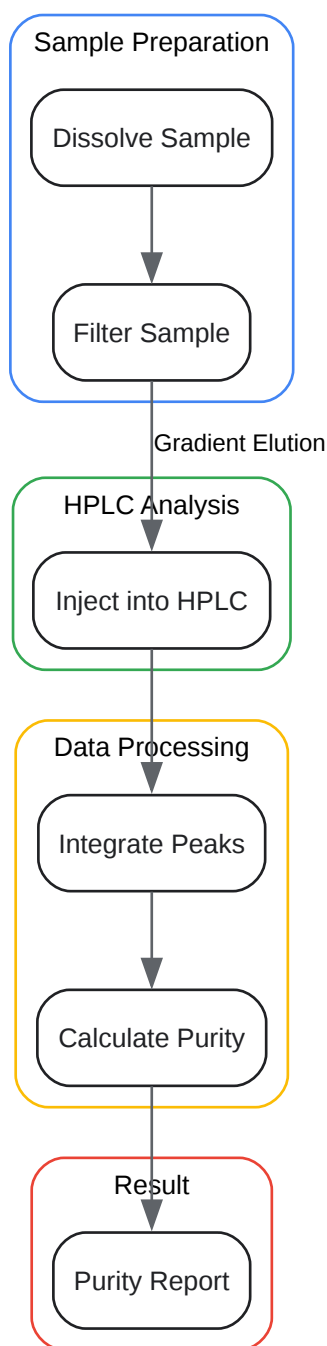 Sample Preparation
Dissolve Sample
Filter Sample
Gradient Elution
HPLC Analysis
Inject into HPLC
Data Processing
Integrate Peaks
Calculate Purity
Result
Purity Report